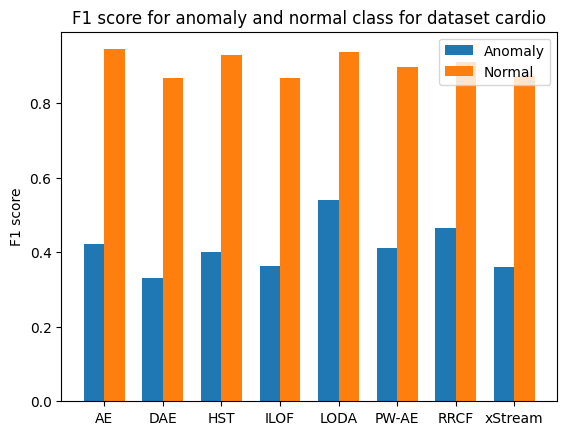 F1 score for anomaly and normal class for dataset cardio
Anomaly
Normal
F1 score
0.8
0.6
0.4
0.2
0.0
AE DAE HST ILOF LODA PW-AE RRCF xStream